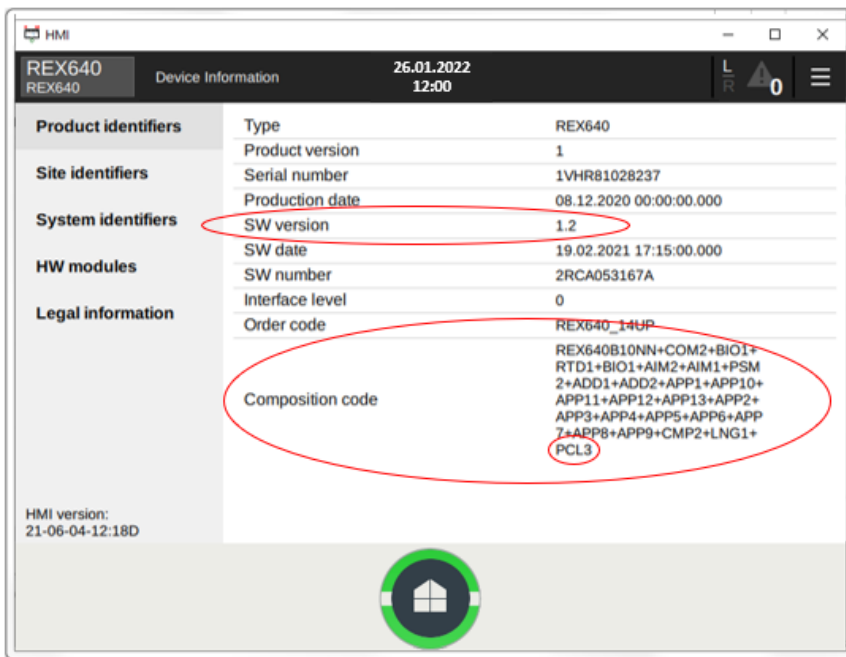 HMI
REX640
REX640
Device Information
26.01.2022
12:00
L
R
0
Product identifiers
Site identifiers
System identifiers
HW modules
Legal information
Type REX640
Product version 1
Serial number 1VHR81028237
Production date 08.12.2020 00:00:00.000
SW version 1.2
SW date 19.02.2021 17:15:00.000
SW number 2RCA053167A
Interface level 0
Order code REX640_14UP
Composition code
REX640B10NN+COM2+BIO1+
RTD1+BIO1+AIM2+AIM1+PSM
2+ADD1+ADD2+APP1+APP10+
APP11+APP12+APP13+APP2+
APP3+APP4+APP5+APP6+APP
7+APP8+APP9+CMP2+LNG1+
PCL3
HMI version:
21-06-04-12:18D